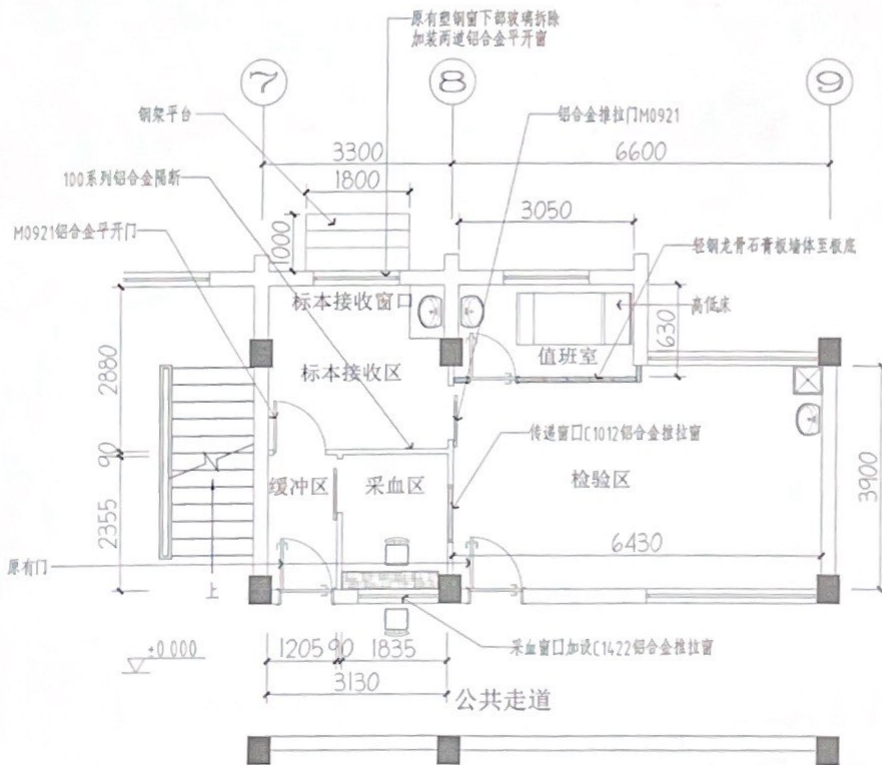 原有塑钢窗下部玻璃拆除
加装两道铝合金平开窗
7
8
9
钢架平台
铝合金推拉门M0921
3300
6600
100系列铝合金隔断
1800
3050
M0921铝合金平开门
1000
轻钢龙骨石膏板墙体至板底
标本接收窗口
高低床
630
值班室
2880
标本接收区
传递窗口C1012铝合金推拉窗
90
缓冲区
采血区
检验区
3900
2355
6430
原有门
上
±0.000
1205
90
1835
采血窗口加设C1422铝合金推拉窗
3130
公共走道